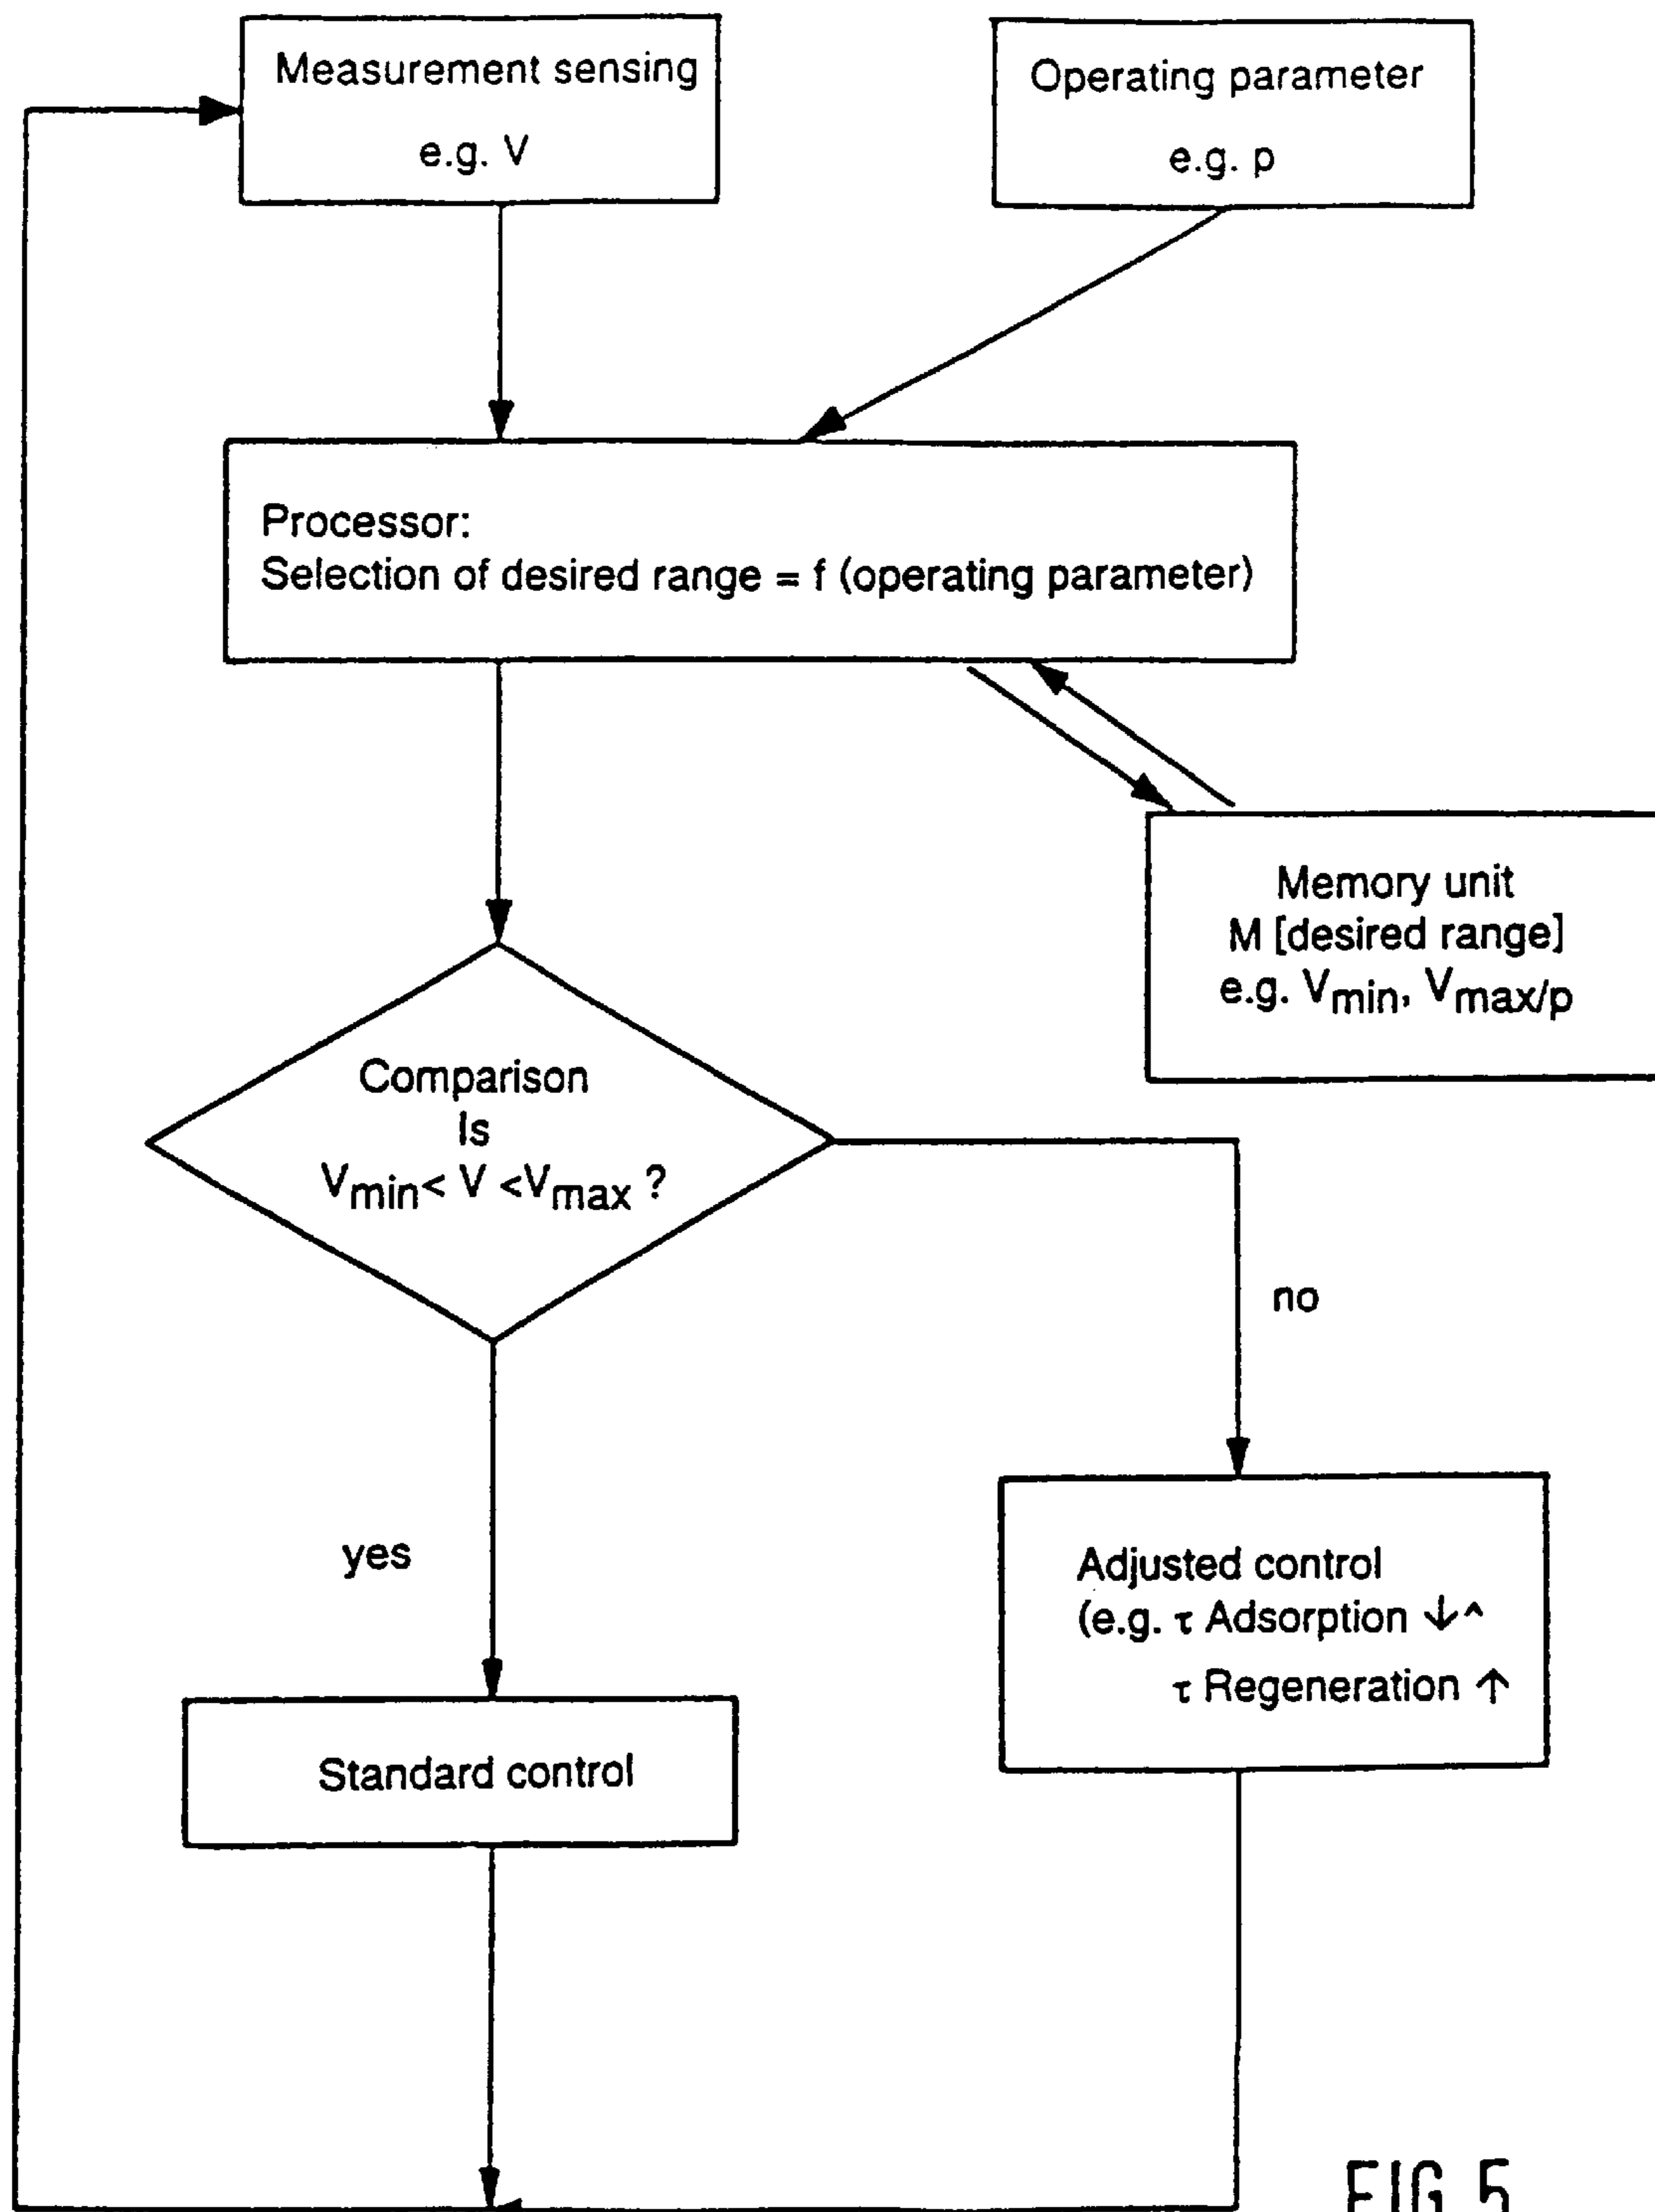 Measurement sensing
e.g. V
Operating parameter
e.g. p
Processor:
Selection of desired range = f (operating parameter)
Memory unit
M [desired range]
e.g. Vmin, Vmax/p
Comparison
Is
Vmin< V <Vmax ?
no
yes
Adjusted control
(e.g. τ Adsorption ↓^
τ Regeneration ↑
Standard control
FIG. 5